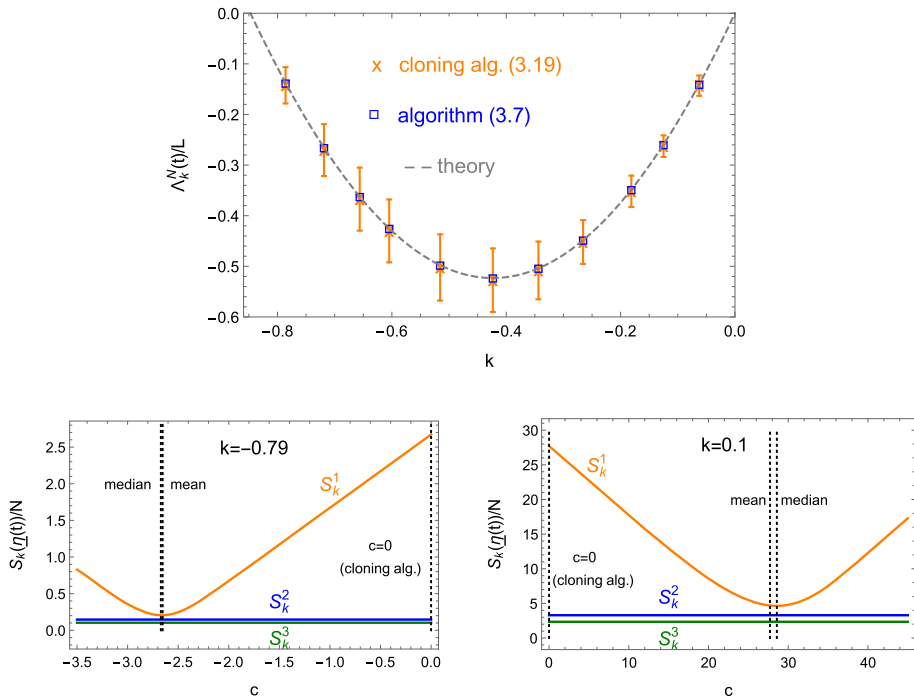 0.0
−0.1
−0.2
−0.3
−0.4
−0.5
−0.6
Λ_k^N(t)/L
x cloning alg. (3.19)
algorithm (3.7)
theory
−0.8 −0.6 −0.4 −0.2 0.0
k
2.5
2.0
1.5
1.0
0.5
0.0
S_k(η(t))/N
k=−0.79
median
mean
S_k^1
c=0
(cloning alg.)
S_k^2
S_k^3
−3.5 −3.0 −2.5 −2.0 −1.5 −1.0 −0.5 0.0
c
30
25
20
15
10
5
0
S_k(η(t))/N
k=0.1
S_k^1
mean
median
c=0
(cloning alg.)
S_k^2
S_k^3
0 10 20 30 40
c